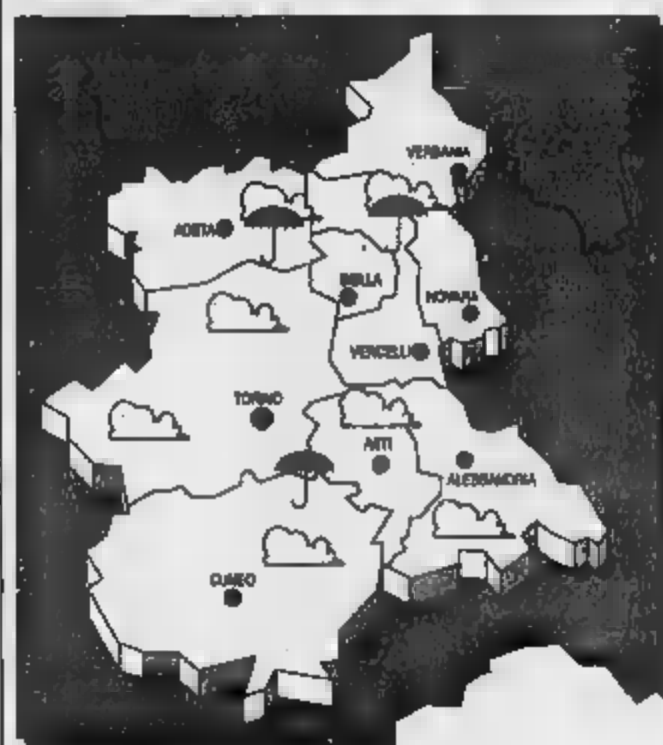 VERBANIA
AOSTA
BIELLA
NOVARA
VERCELLI
TORINO
ASTI
ALESSANDRIA
CUNEO